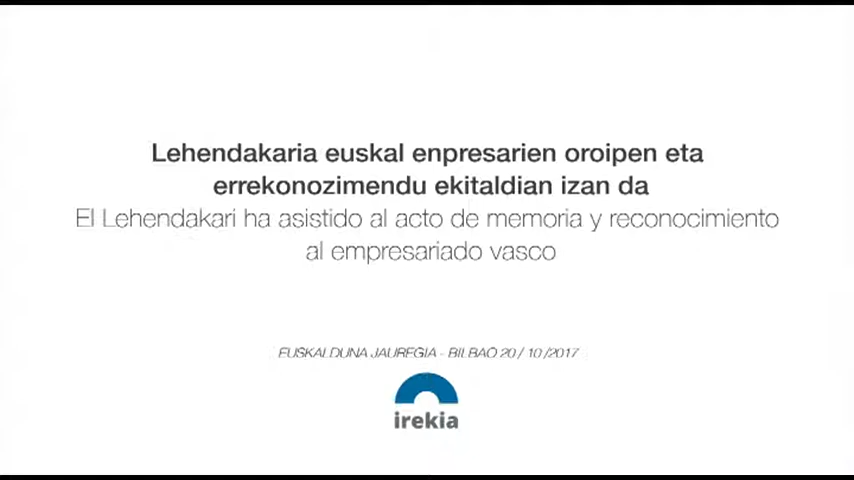 Lehendakaria euskal enpresarien oroipen eta
errekonozimendu ekitaldian izan da
El Lehendakari ha asistido al acto de memoria y reconocimiento
al empresariado vasco
EUSKALDUNA JAUREGIA - BILBAO 20 / 10 /2017
irekia